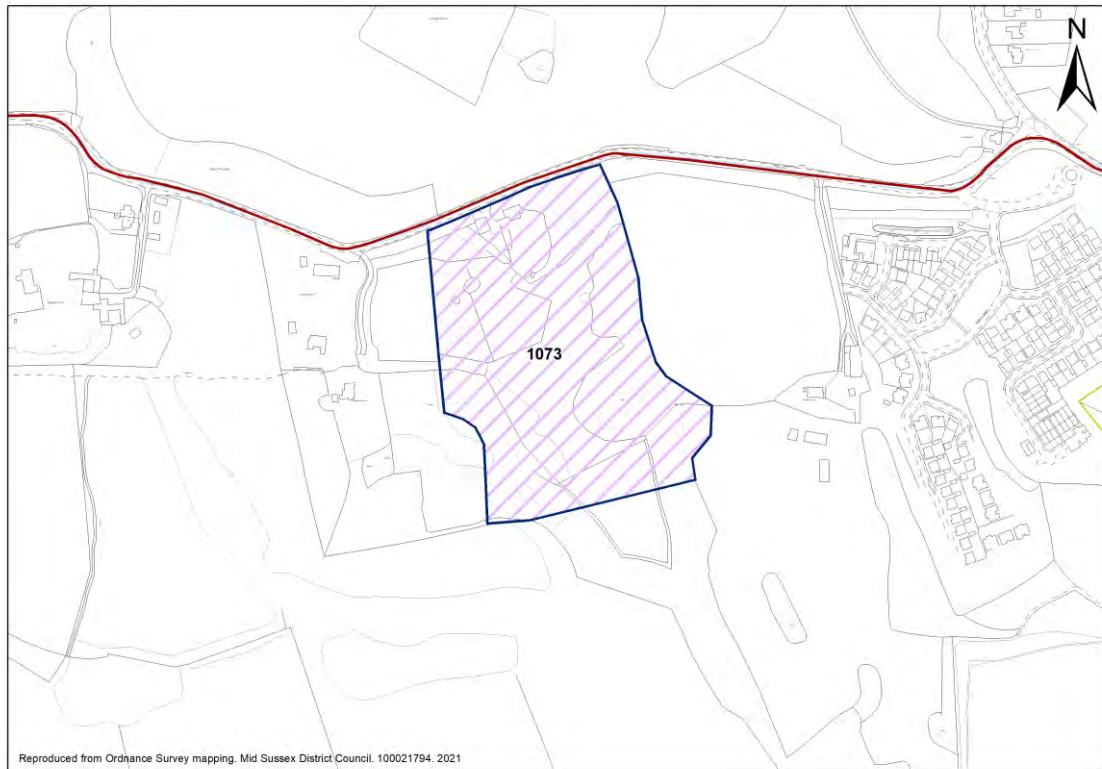 N
1073
Reproduced from Ordnance Survey mapping. Mid Sussex District Council. 100021794. 2021